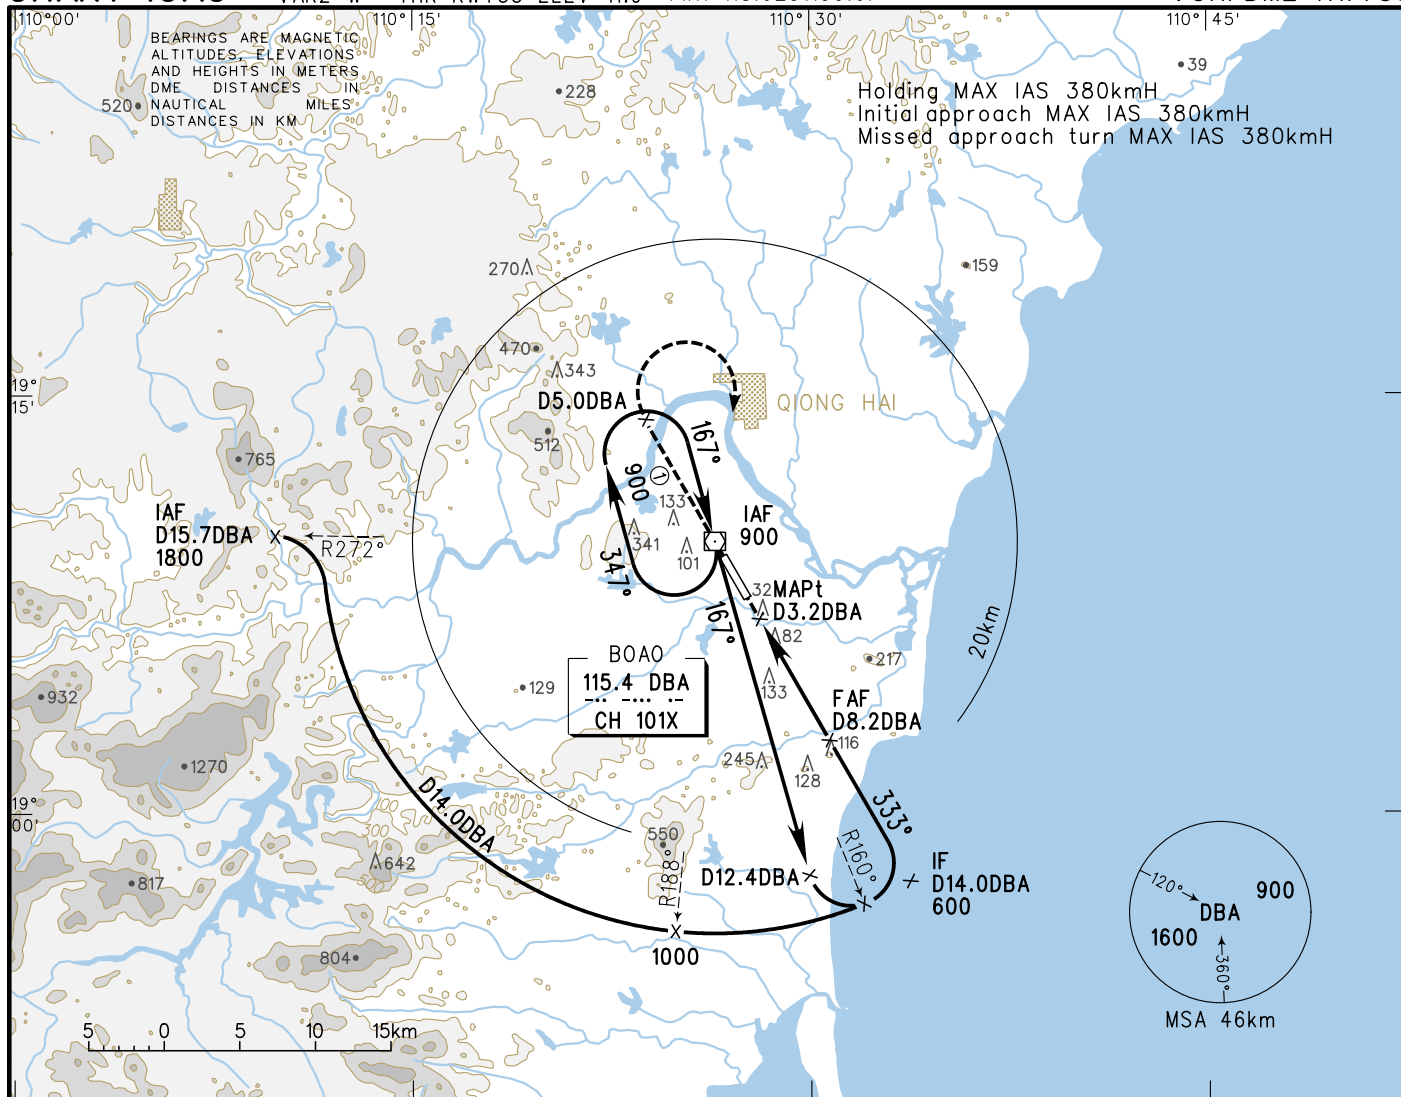 110°00'
110°15'
110°30'
110°45'
BEARINGS ARE MAGNETIC
ALTITUDES, ELEVATIONS
AND HEIGHTS IN METERS
DME DISTANCES IN
NAUTICAL MILES
DISTANCES IN KM
520
228
39
Holding MAX IAS 380kmH
Initial approach MAX IAS 380kmH
Missed approach turn MAX IAS 380kmH
270
159
470
343
19°
15'
D5.0DBA
QIONG HAI
512
167°
765
900
1
133
IAF
D15.7DBA
1800
R272°
IAF
900
341
101
347°
32
MAPt
D3.2DBA
167°
82
20km
BOAO
115.4 DBA
-·· -··· ·-
CH 101X
217
133
932
129
FAF
D8.2DBA
116
1270
245
128
D14.0DBA
333°
19°
00'
300
550
R160°
642
500
817
R188°
D12.4DBA
IF
D14.0DBA
600
120°
900
DBA
1600
360°
MSA 46km
804
1000
5 0 5 10 15km